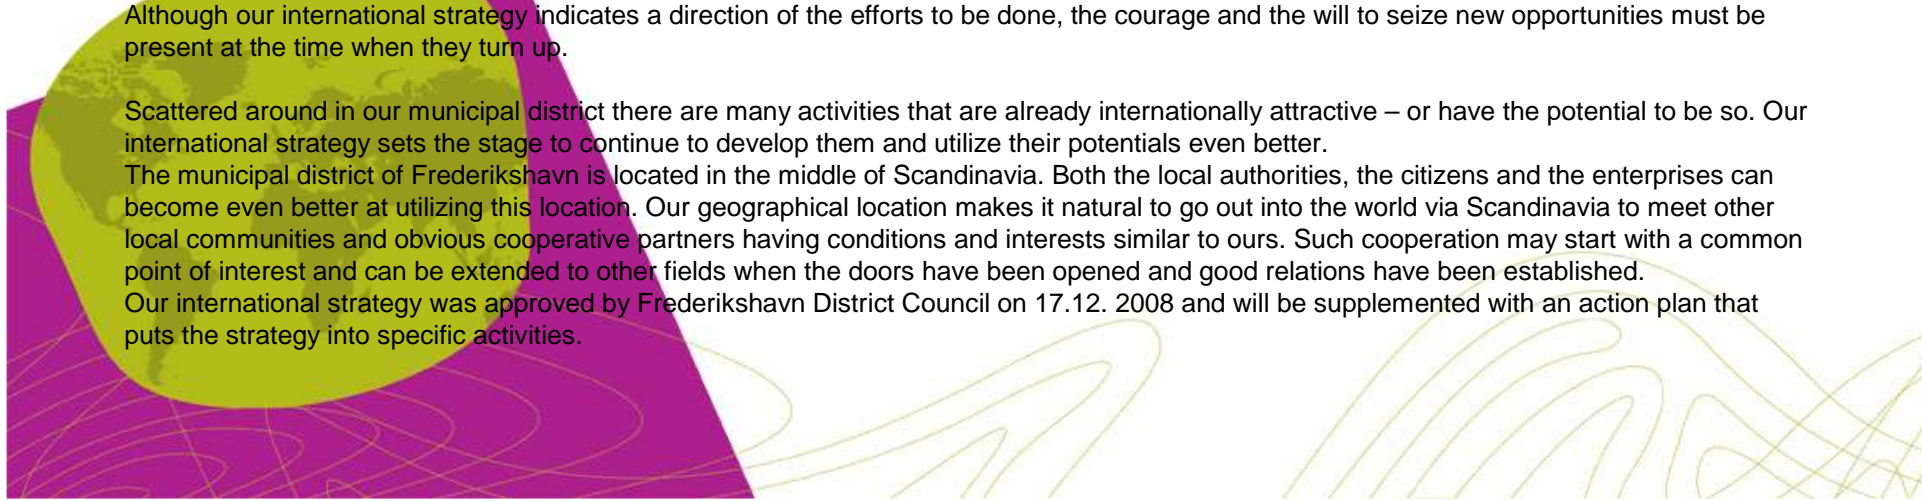 Although our international strategy indicates a direction of the efforts to be done, the courage and the will to seize new opportunities must be
present at the time when they turn up.
Scattered around in our municipal district there are many activities that are already internationally attractive – or have the potential to be so. Our
international strategy sets the stage to continue to develop them and utilize their potentials even better.
The municipal district of Frederikshavn is located in the middle of Scandinavia. Both the local authorities, the citizens and the enterprises can
become even better at utilizing this location. Our geographical location makes it natural to go out into the world via Scandinavia to meet other
local communities and obvious cooperative partners having conditions and interests similar to ours. Such cooperation may start with a common
point of interest and can be extended to other fields when the doors have been opened and good relations have been established.
Our international strategy was approved by Frederikshavn District Council on 17.12. 2008 and will be supplemented with an action plan that
puts the strategy into specific activities.